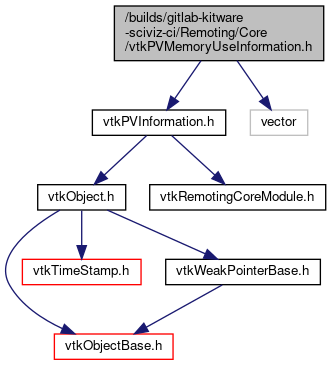 /builds/gitlab-kitware
-sciviz-ci/Remoting/Core
/vtkPVMemoryUseInformation.h
vtkPVInformation.h
vector
vtkObject.h
vtkRemotingCoreModule.h
vtkTimeStamp.h
vtkWeakPointerBase.h
vtkObjectBase.h